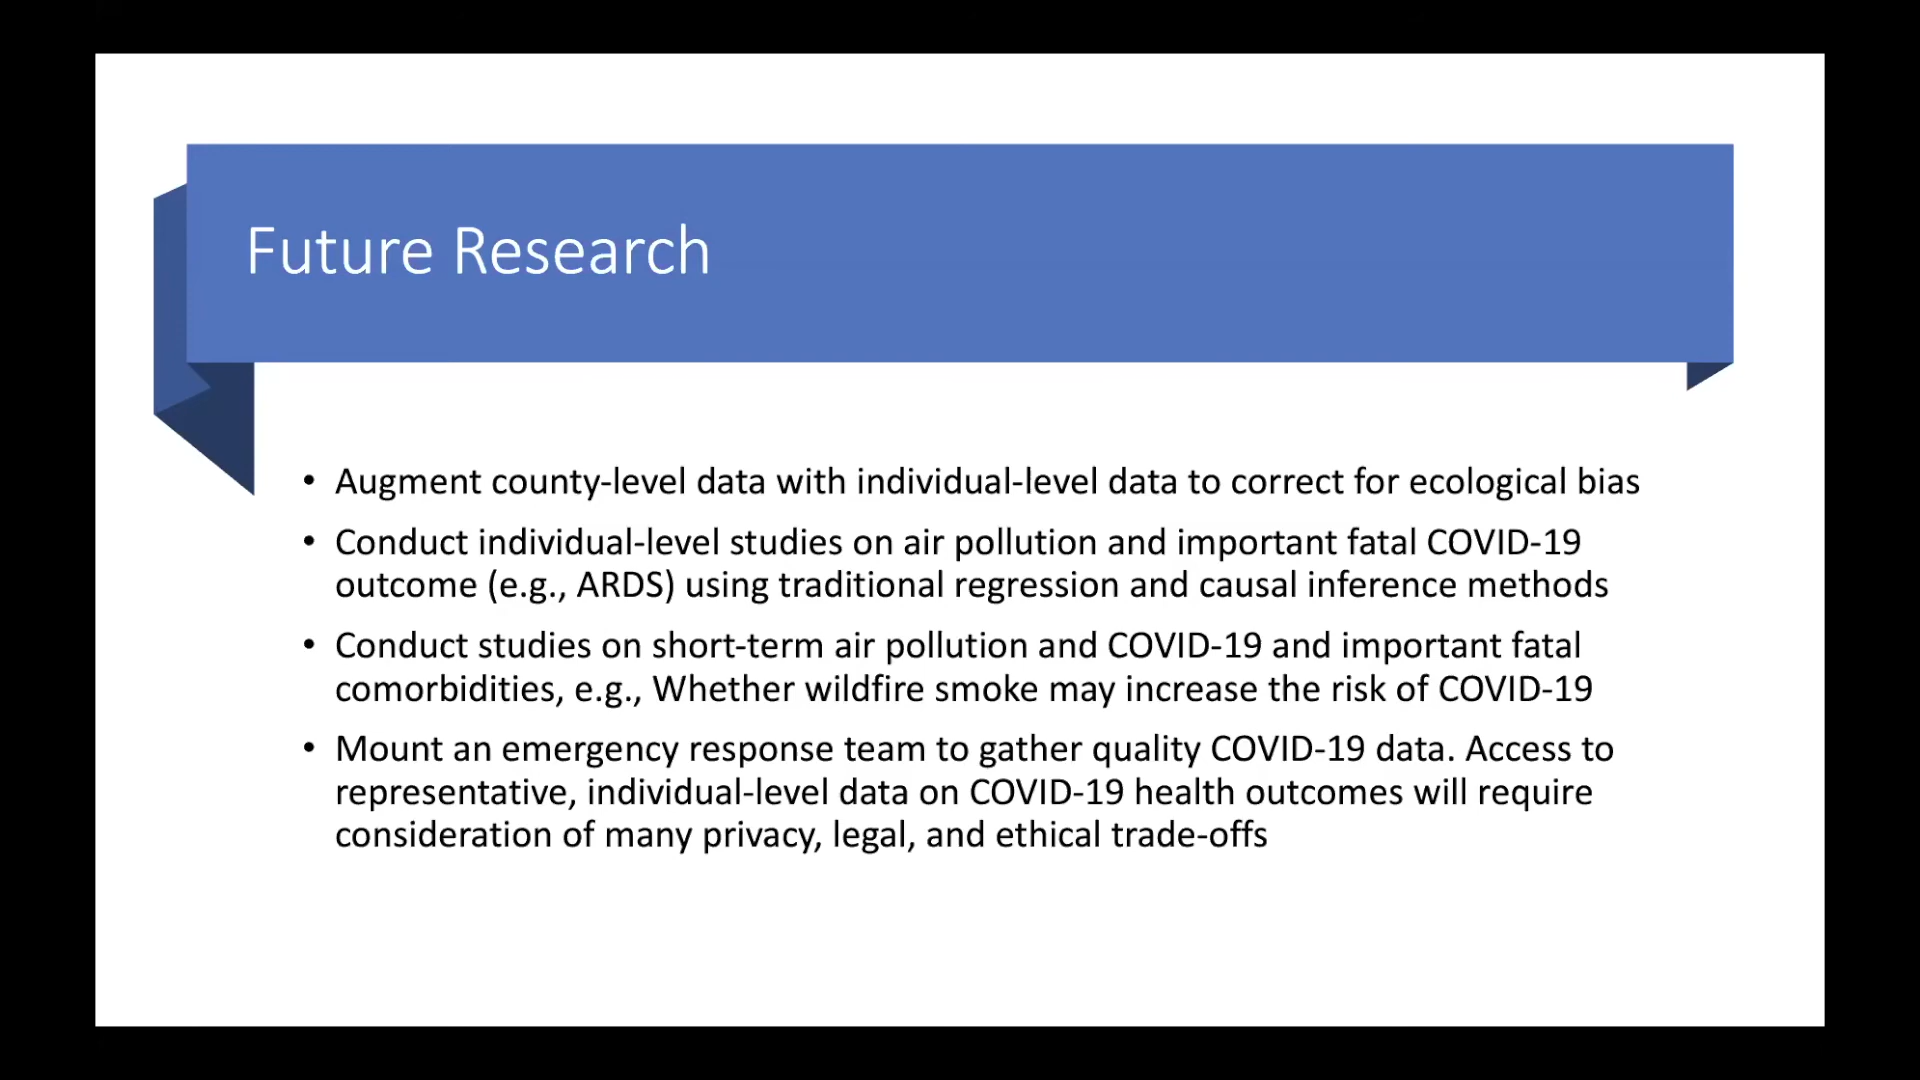 Future Research
• Augment county-level data with individual-level data to correct for ecological bias
• Conduct individual-level studies on air pollution and important fatal COVID-19
outcome (e.g., ARDS) using traditional regression and causal inference methods
• Conduct studies on short-term air pollution and COVID-19 and important fatal
comorbidities, e.g., Whether wildfire smoke may increase the risk of COVID-19
• Mount an emergency response team to gather quality COVID-19 data. Access to
representative, individual-level data on COVID-19 health outcomes will require
consideration of many privacy, legal, and ethical trade-offs